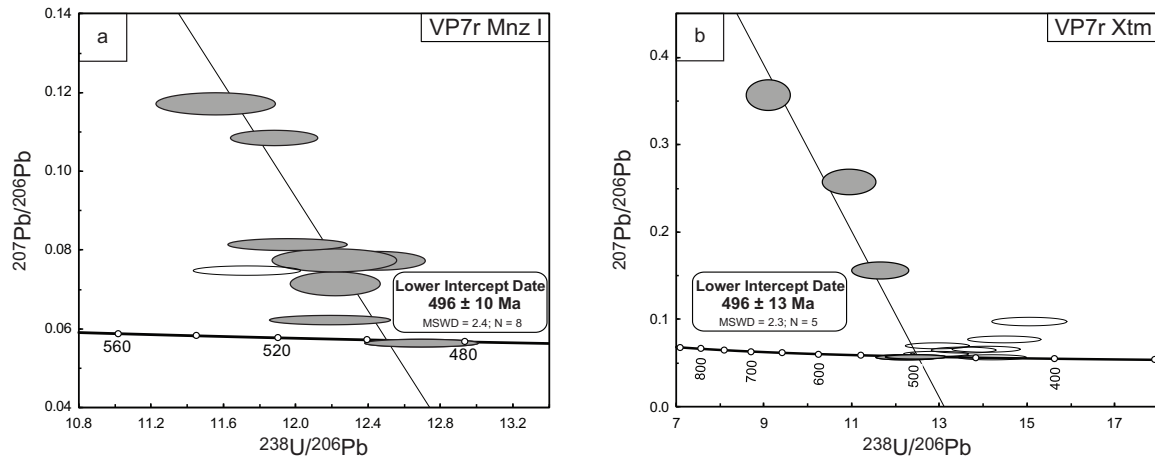 a
VP7r Mnz I
0.14
0.12
0.10
0.08
0.06
0.04
207Pb/206Pb
Lower Intercept Date
496 ± 10 Ma
MSWD = 2.4; N = 8
560
520
480
10.8
11.2
11.6
12.0
12.4
12.8
13.2
238U/206Pb
b
VP7r Xtm
0.4
0.3
0.2
0.1
0.0
207Pb/206Pb
Lower Intercept Date
496 ± 13 Ma
MSWD = 2.3; N = 5
800
700
600
500
400
7
9
11
13
15
17
238U/206Pb